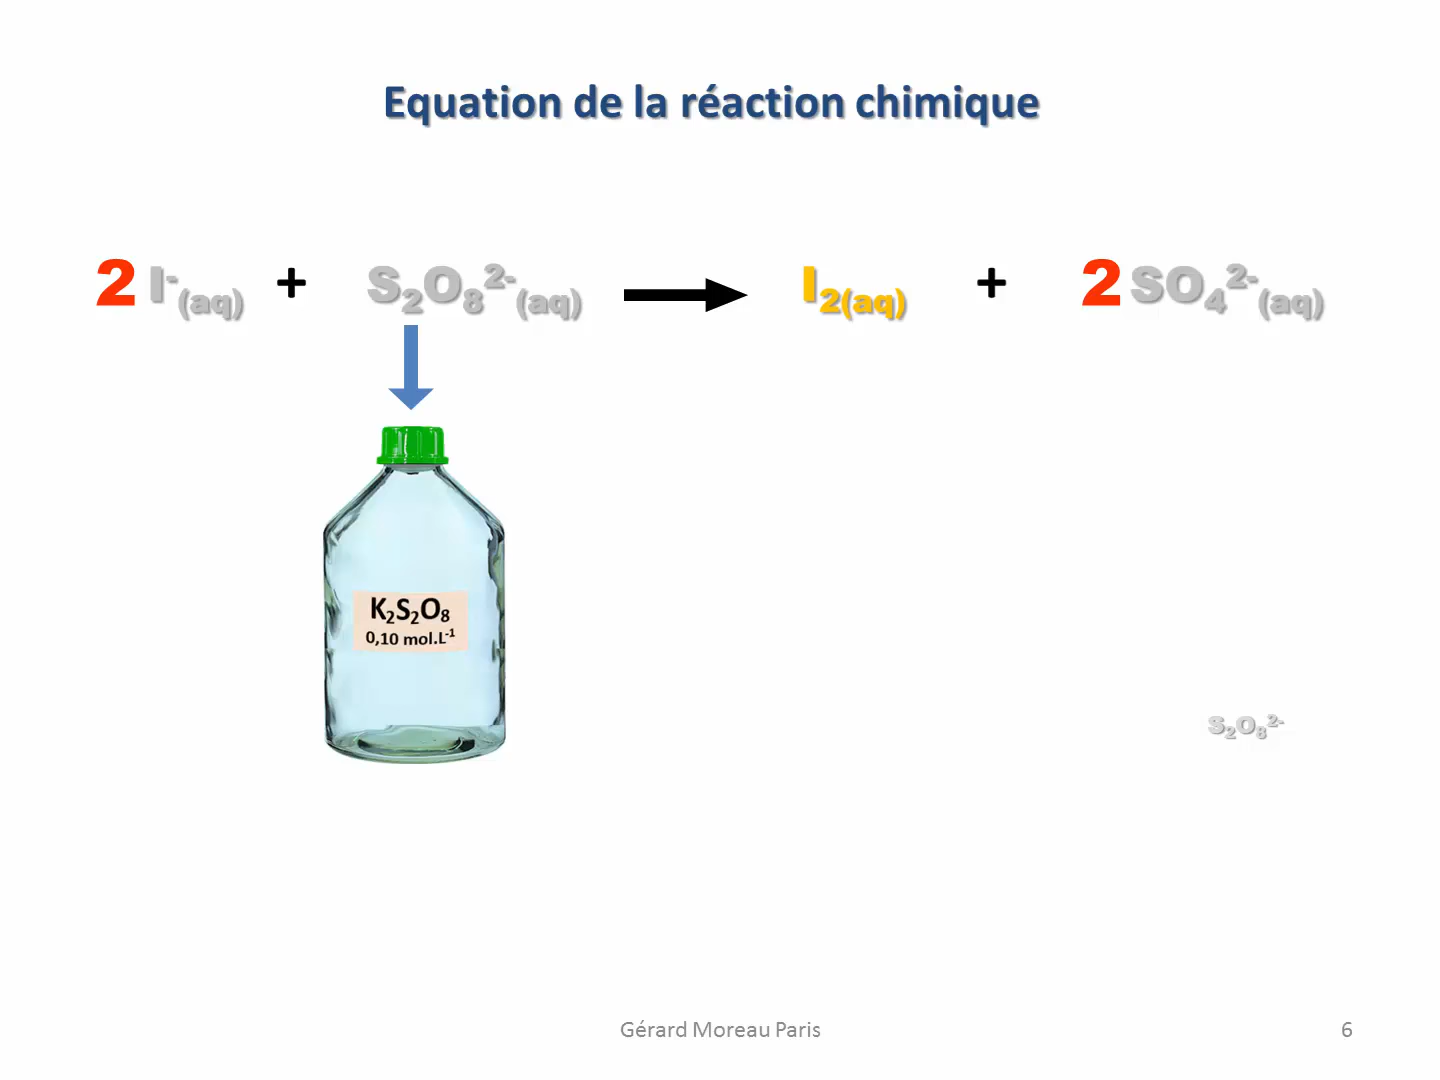 Equation de la réaction chimique
2 I⁻(aq) + S₂O₈²⁻(aq) I₂(aq) + 2 SO₄²⁻(aq)
K₂S₂O₈
0,10 mol.L⁻¹
S₂O₈²⁻
Gérard Moreau Paris 6